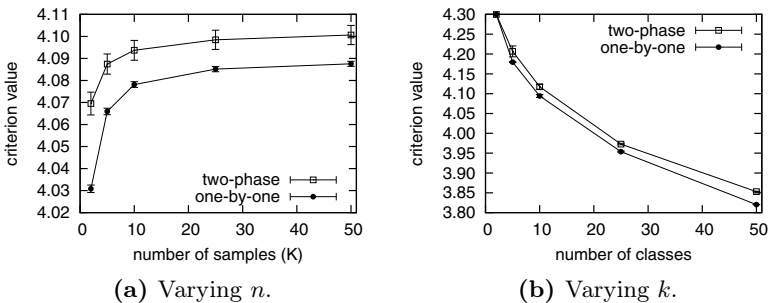 4.11
4.10
4.09
4.08
4.07
4.06
4.05
4.04
4.03
4.02
criterion value
two-phase
one-by-one
0 10 20 30 40 50
number of samples (K)
(a) Varying n.
4.30
4.25
4.20
4.15
4.10
4.05
4.00
3.95
3.90
3.85
3.80
criterion value
two-phase
one-by-one
0 10 20 30 40 50
number of classes
(b) Varying k.